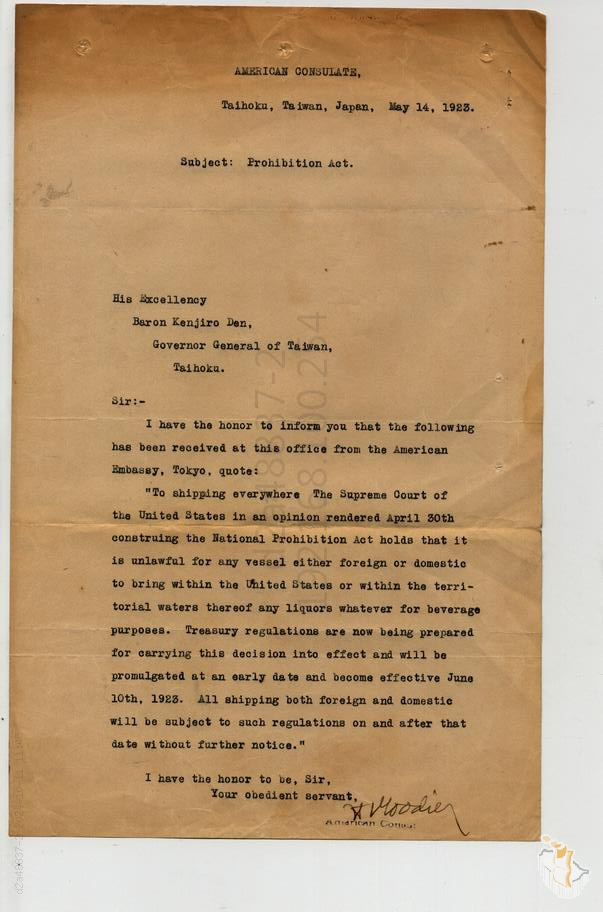 AMERICAN CONSULATE,
Taihoku, Taiwan, Japan, May 14, 1923.
Subject: Prohibition Act.
His Excellency
Baron Kenjiro Den,
Governor General of Taiwan,
Taihoku.
Sir:-
I have the honor to inform you that the following
has been received at this office from the American
Embassy, Tokyo, quote:
"To shipping everywhere The Supreme Court of
the United States in an opinion rendered April 30th
construing the National Prohibition Act holds that it
is unlawful for any vessel either foreign or domestic
to bring within the United States or within the terri-
torial waters thereof any liquors whatever for beverage
purposes. Treasury regulations are now being prepared
for carrying this decision into effect and will be
promulgated at an early date and become effective June
10th, 1923. All shipping both foreign and domestic
will be subject to such regulations on and after that
date without further notice."
I have the honor to be, Sir,
Your obedient servant,
American Consul